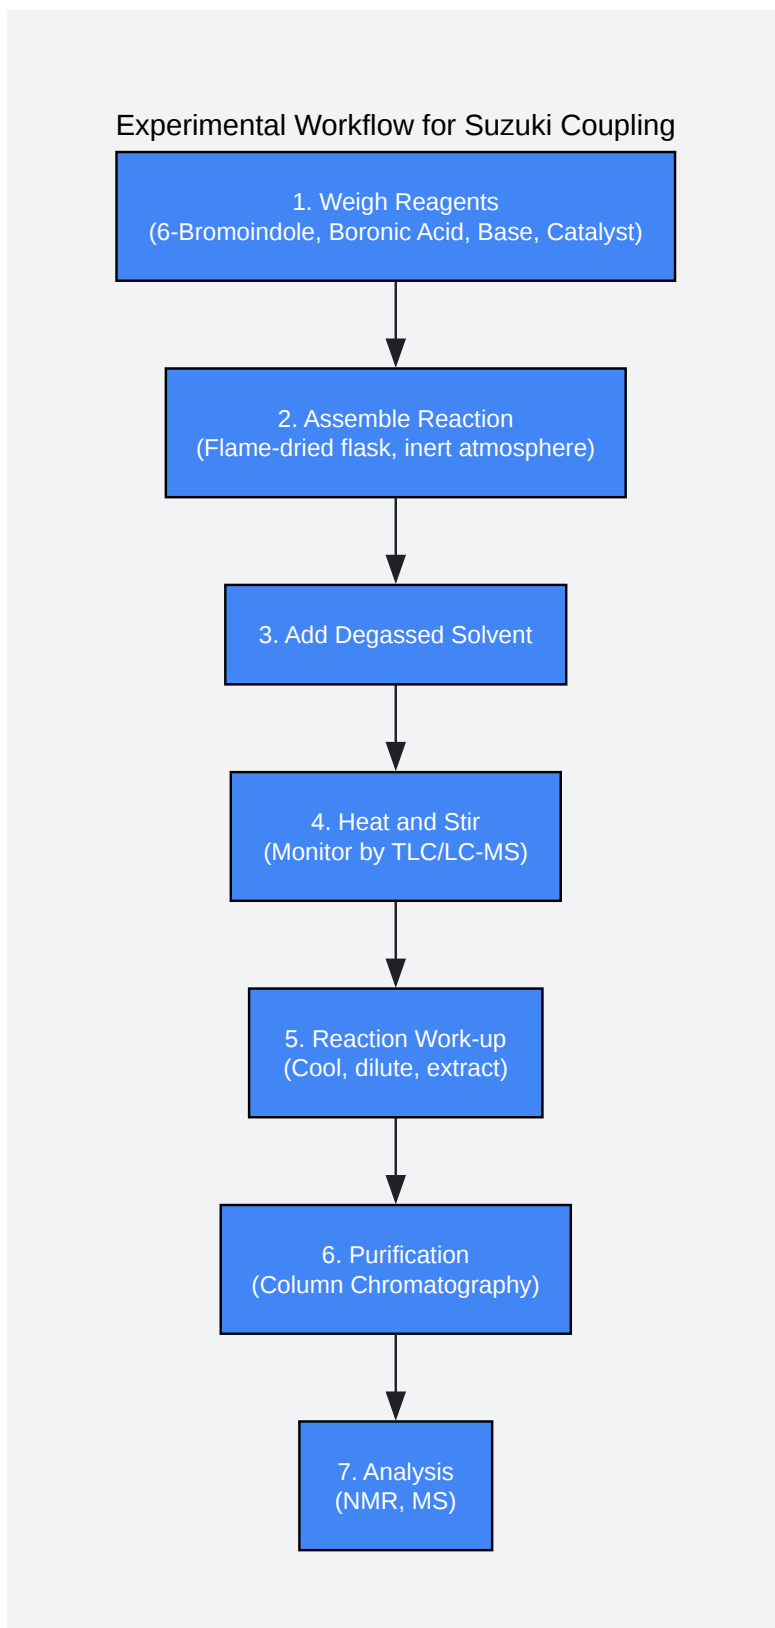 Experimental Workflow for Suzuki Coupling
1. Weigh Reagents
(6-Bromoindole, Boronic Acid, Base, Catalyst)
2. Assemble Reaction
(Flame-dried flask, inert atmosphere)
3. Add Degassed Solvent
4. Heat and Stir
(Monitor by TLC/LC-MS)
5. Reaction Work-up
(Cool, dilute, extract)
6. Purification
(Column Chromatography)
7. Analysis
(NMR, MS)